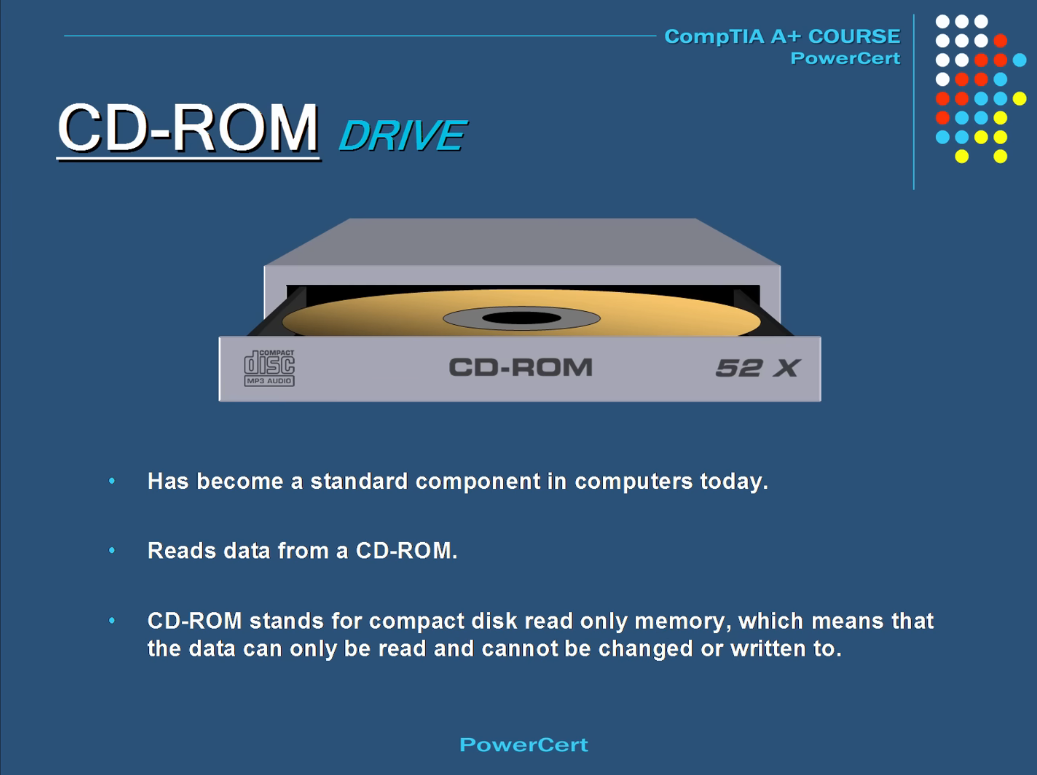 CompTIA A+ COURSE
PowerCert
CD-ROM DRIVE
COMPACT
disc
MP3 AUDIO
CD-ROM
52 X
• Has become a standard component in computers today.
• Reads data from a CD-ROM.
• CD-ROM stands for compact disk read only memory, which means that
the data can only be read and cannot be changed or written to.
PowerCert